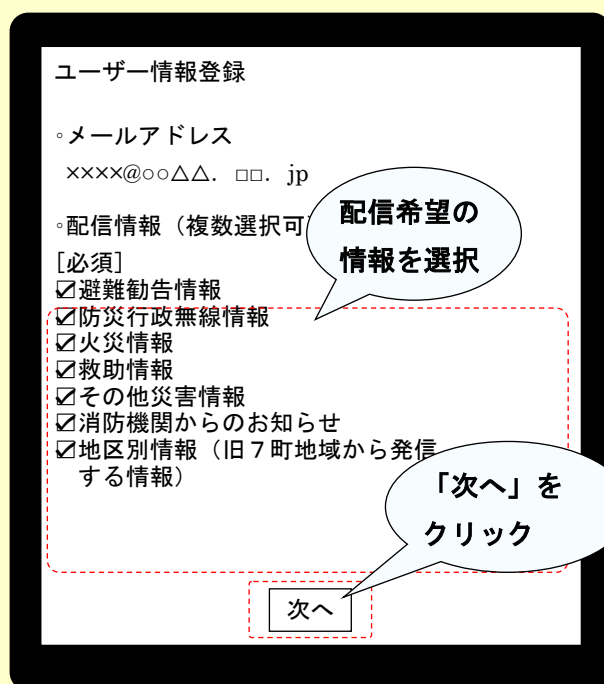 ユーザー情報登録
◦メールアドレス
××××@○○△△．□□．jp
◦配信情報（複数選択可
配信希望の
情報を選択
[必須]
☑避難勧告情報
☑防災行政無線情報
☑火災情報
☑救助情報
☑その他災害情報
☑消防機関からのお知らせ
☑地区別情報（旧７町地域から発信
する情報）
「次へ」を
クリック
次へ